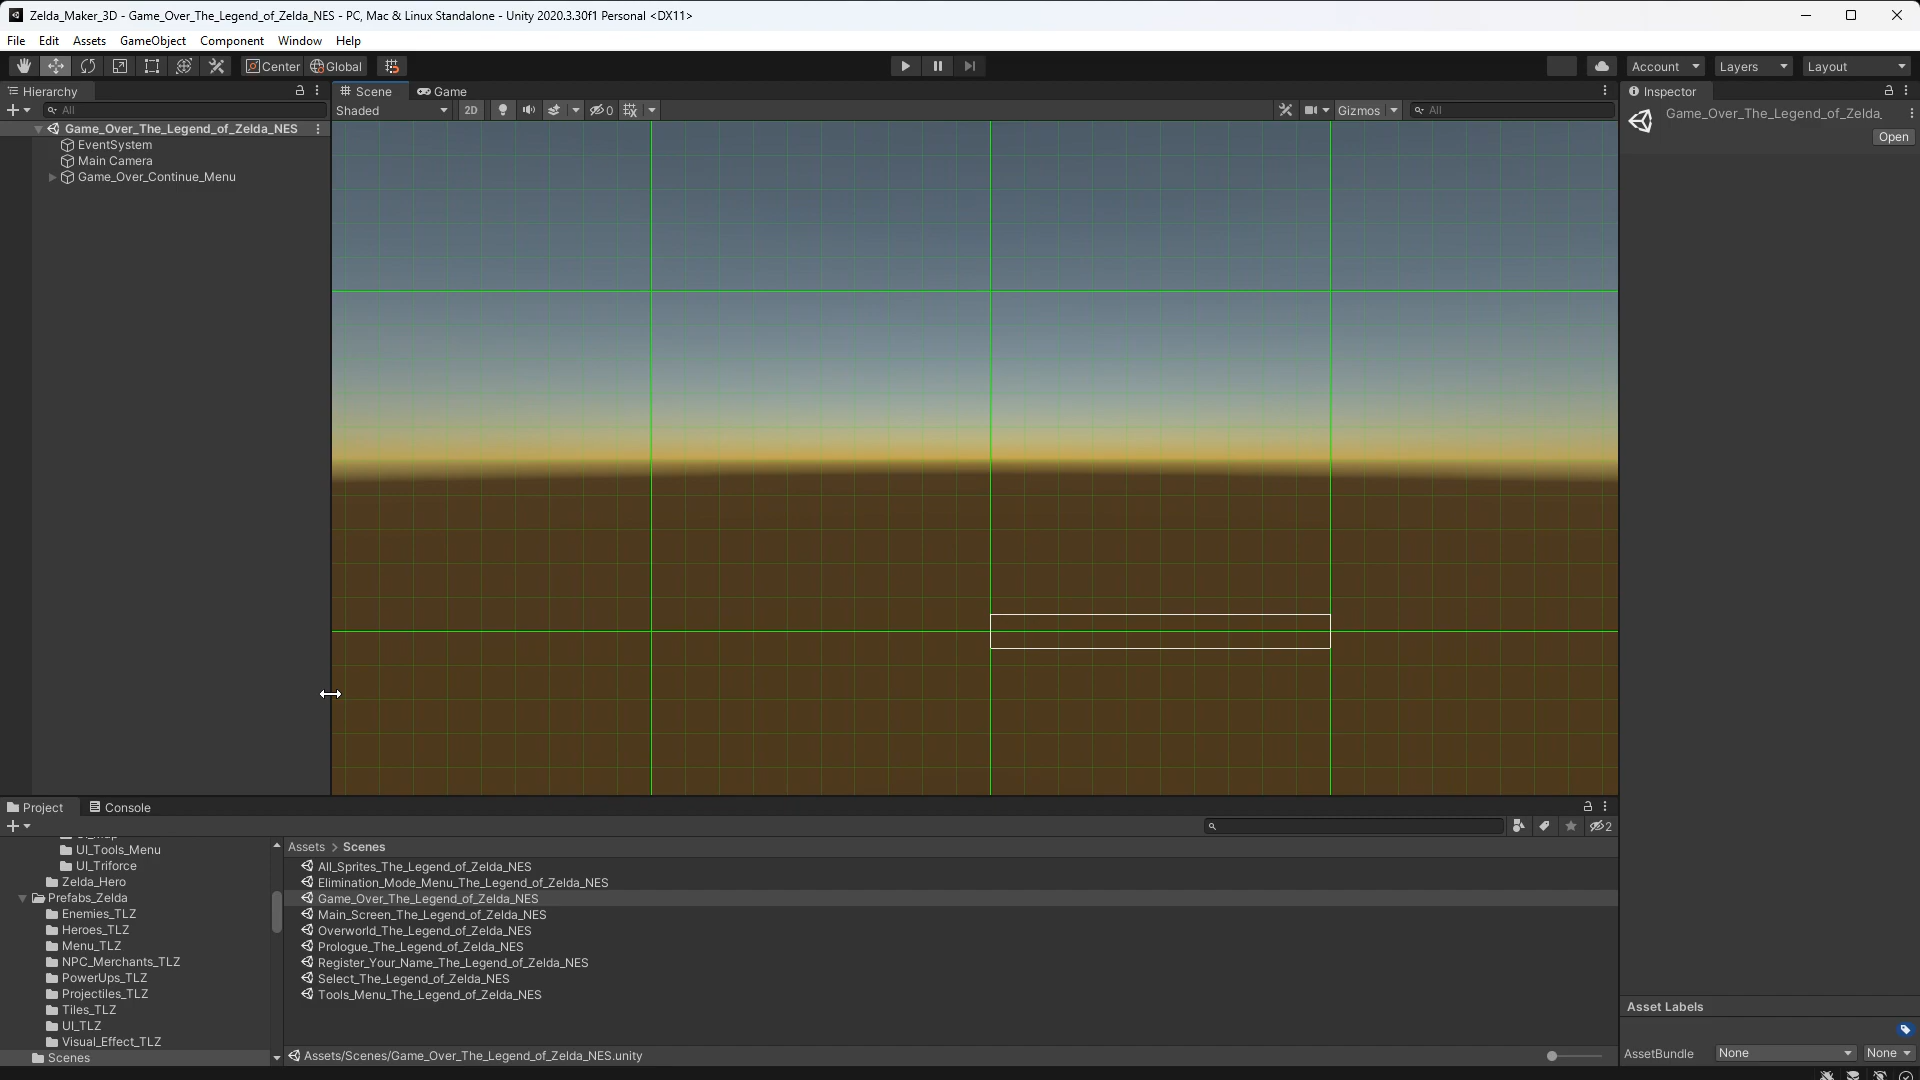 Zelda_Maker_3D - Game_Over_The_Legend_of_Zelda_NES - PC, Mac & Linux Standalone - Unity 2020.3.30f1 Personal <DX11>
File Edit Assets GameObject Component Window Help
Center Global Account Layers Layout
Hierarchy Scene Game Inspector
All Shaded 2D 0 Gizmos All
Game_Over_The_Legend_of_Zelda_
Open
Game_Over_The_Legend_of_Zelda_NES
EventSystem
Main Camera
Game_Over_Continue_Menu
Project Console
2
UI_Tools_Menu
UI_Triforce
Zelda_Hero
Prefabs_Zelda
Enemies_TLZ
Heroes_TLZ
Menu_TLZ
NPC_Merchants_TLZ
PowerUps_TLZ
Projectiles_TLZ
Tiles_TLZ
UI_TLZ
Visual_Effect_TLZ
Scenes
Assets > Scenes
All_Sprites_The_Legend_of_Zelda_NES
Elimination_Mode_Menu_The_Legend_of_Zelda_NES
Game_Over_The_Legend_of_Zelda_NES
Main_Screen_The_Legend_of_Zelda_NES
Overworld_The_Legend_of_Zelda_NES
Prologue_The_Legend_of_Zelda_NES
Register_Your_Name_The_Legend_of_Zelda_NES
Select_The_Legend_of_Zelda_NES
Tools_Menu_The_Legend_of_Zelda_NES
Assets/Scenes/Game_Over_The_Legend_of_Zelda_NES.unity
Asset Labels
AssetBundle None None